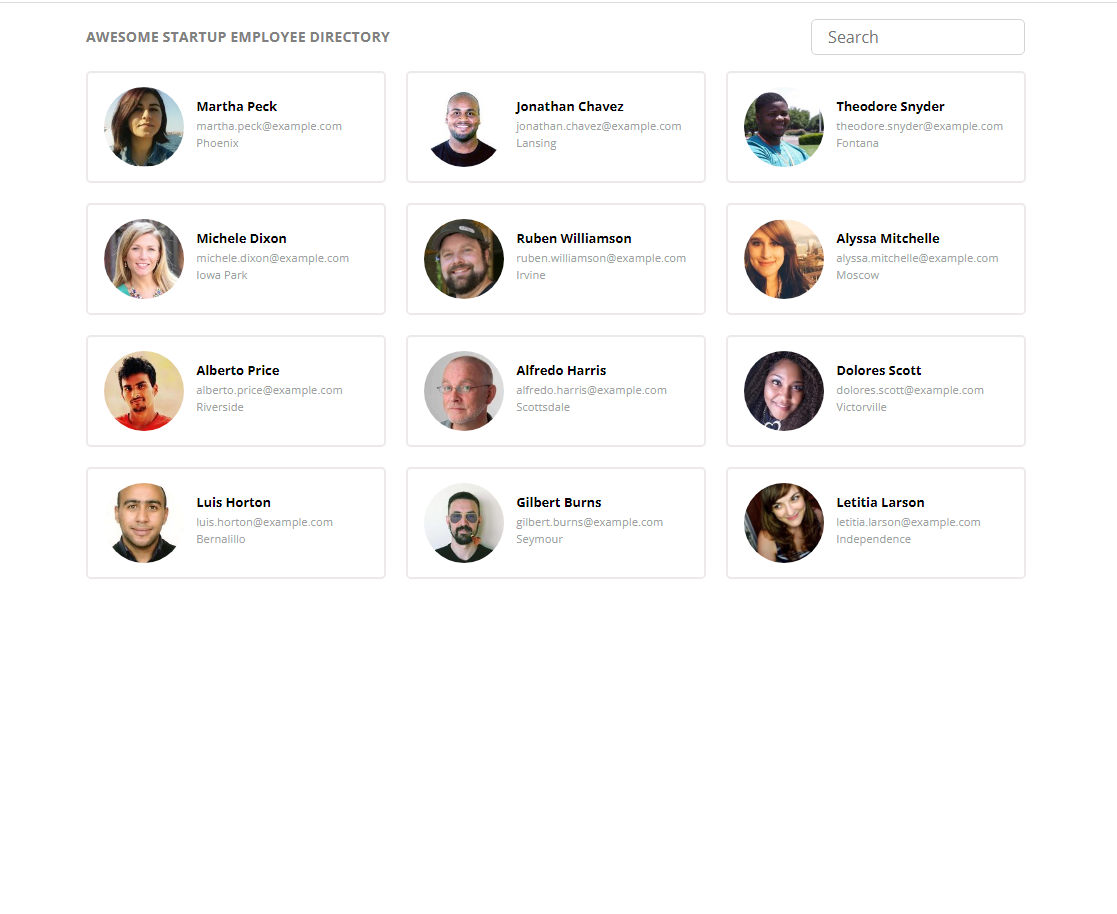 AWESOME STARTUP EMPLOYEE DIRECTORY
Search
Martha Peck
martha.peck@example.com
Phoenix
Jonathan Chavez
jonathan.chavez@example.com
Lansing
Theodore Snyder
theodore.snyder@example.com
Fontana
Michele Dixon
michele.dixon@example.com
Iowa Park
Ruben Williamson
ruben.williamson@example.com
Irvine
Alyssa Mitchelle
alyssa.mitchelle@example.com
Moscow
Alberto Price
alberto.price@example.com
Riverside
Alfredo Harris
alfredo.harris@example.com
Scottsdale
Dolores Scott
dolores.scott@example.com
Victorville
Luis Horton
luis.horton@example.com
Bernalillo
Gilbert Burns
gilbert.burns@example.com
Seymour
Letitia Larson
letitia.larson@example.com
Independence